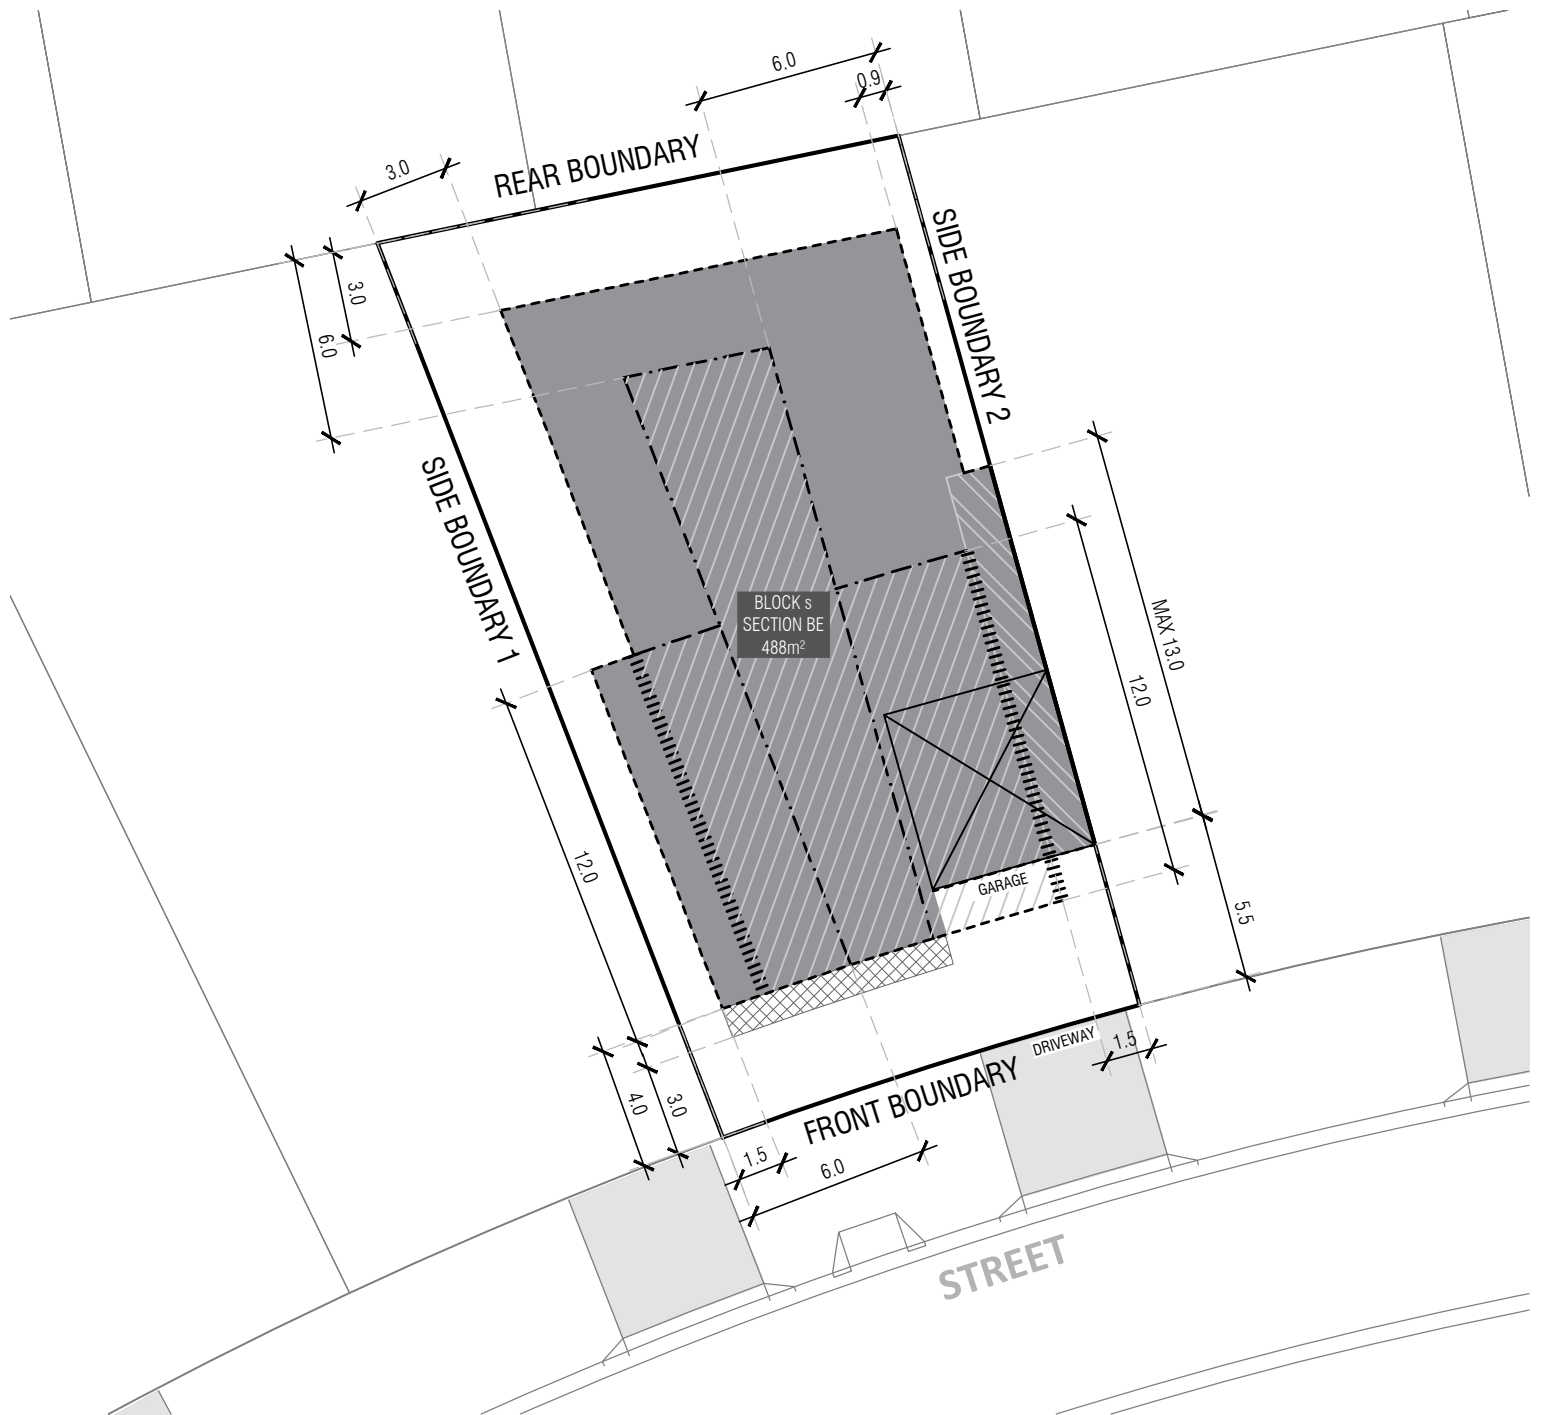 6.0
0.9
3.0
REAR BOUNDARY
SIDE BOUNDARY 2
3.0
6.0
SIDE BOUNDARY 1
BLOCK s
SECTION BE
488m²
MAX 13.0
12.0
12.0
GARAGE
5.5
DRIVEWAY
1.5
FRONT BOUNDARY
4.0
3.0
1.5
6.0
STREET